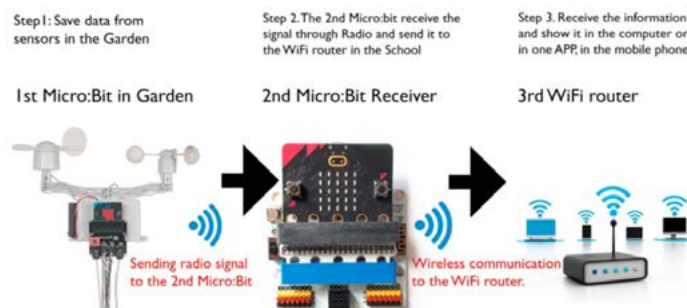 Step1: Save data from
sensors in the Garden
Step 2. The 2nd Micro:bit receive the
signal through Radio and send it to
the WiFi router in the School
Step 3. Receive the information
and show it in the computer or
in one APP, in the mobile phone
1st Micro:Bit in Garden
2nd Micro:Bit Receiver
3rd WiFi router
Sending radio signal
to the 2nd Micro:Bit
Wireless communication
to the WiFi router.